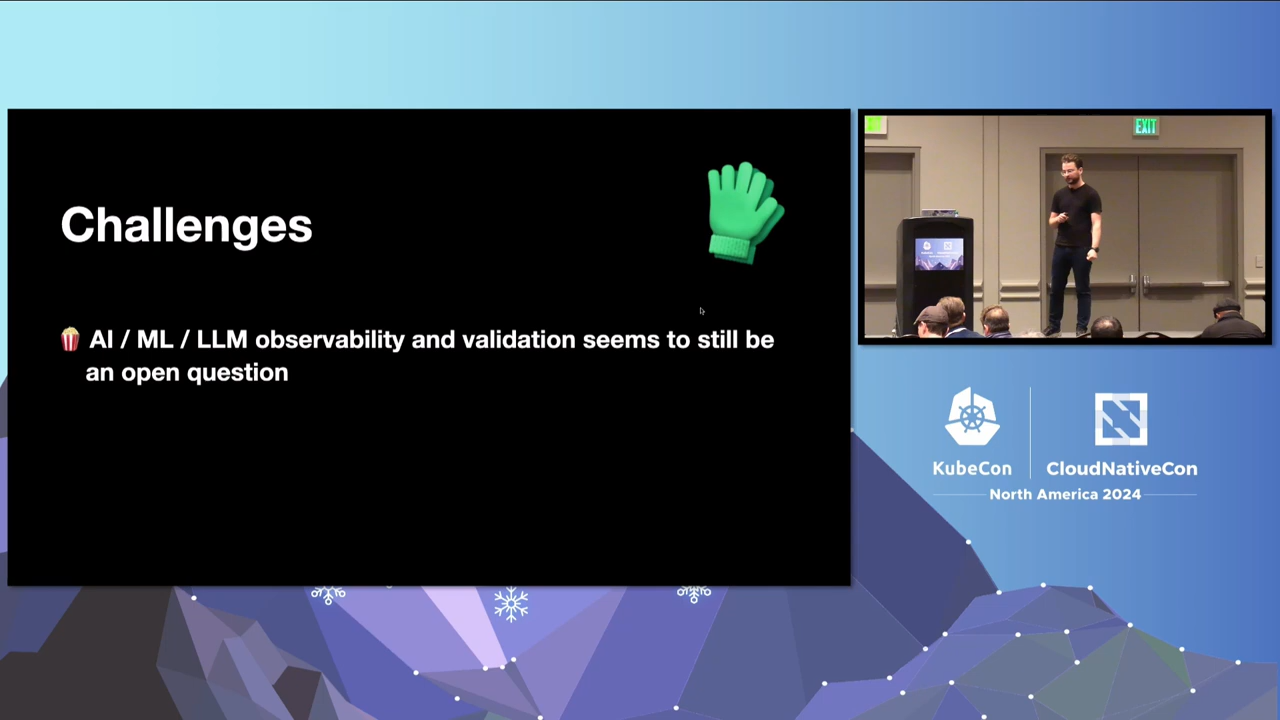 Challenges
🍿 AI / ML / LLM observability and validation seems to still be
an open question
EXIT
KubeCon
CloudNativeCon
North America 2024